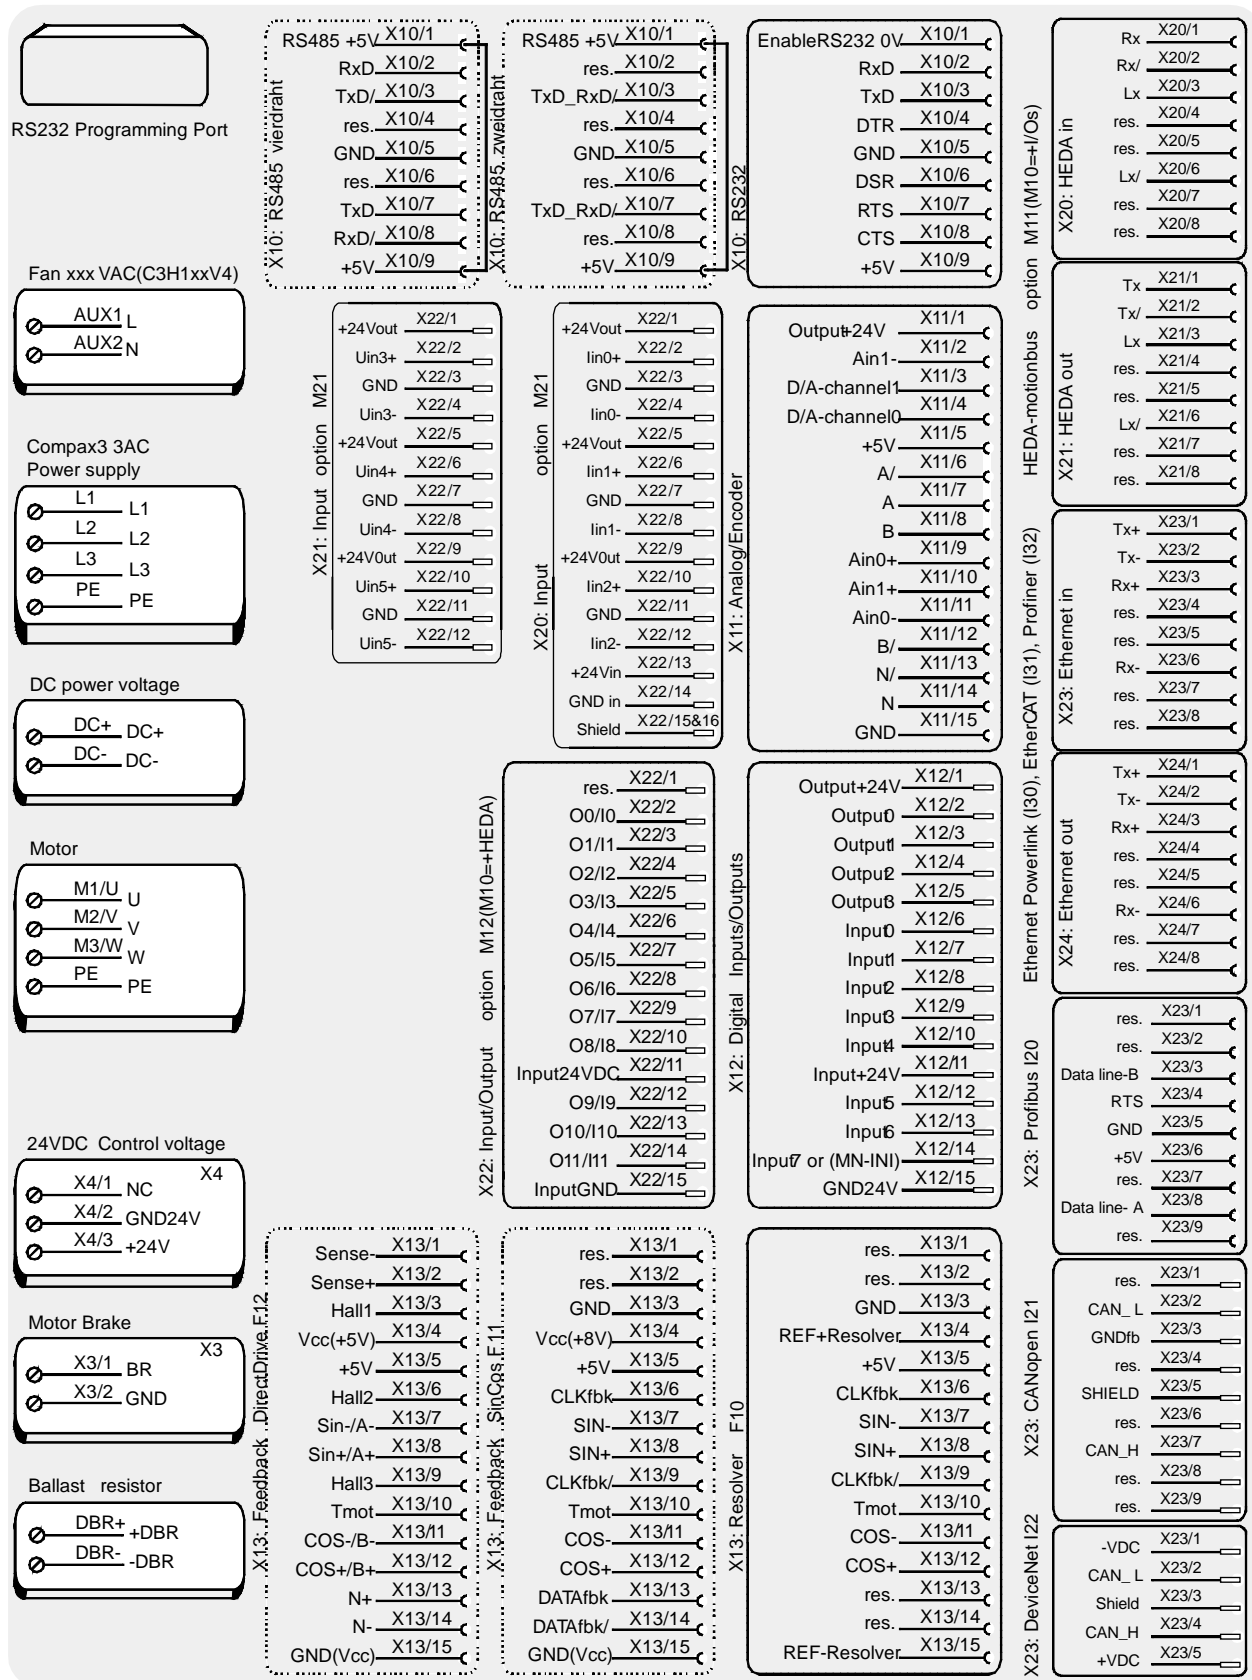 RS232 Programming Port
Fan xxx VAC(C3H1xxV4)
AUX1 L
AUX2 N
Compax3 3AC
Power supply
L1 L1
L2 L2
L3 L3
PE PE
DC power voltage
DC+ DC+
DC- DC-
Motor
M1/U U
M2/V V
M3/W W
PE PE
24VDC Control voltage
X4
X4/1 NC
X4/2 GND24V
X4/3 +24V
Motor Brake
X3
X3/1 BR
X3/2 GND
Ballast resistor
DBR+ +DBR
DBR- -DBR
X10: RS485 vierdraht
RS485 +5V X10/1
RxD X10/2
TxD/ X10/3
res. X10/4
GND X10/5
res. X10/6
TxD X10/7
RxD/ X10/8
+5V X10/9
X10: RS485 zweidraht
RS485 +5V X10/1
res. X10/2
TxD_RxD/ X10/3
res. X10/4
GND X10/5
res. X10/6
TxD_RxD/ X10/7
res. X10/8
+5V X10/9
X10: RS232
EnableRS232 0V X10/1
RxD X10/2
TxD X10/3
DTR X10/4
GND X10/5
DSR X10/6
RTS X10/7
CTS X10/8
+5V X10/9
X21: Input option M21
+24Vout X22/1
Uin3+ X22/2
GND X22/3
Uin3- X22/4
+24Vout X22/5
Uin4+ X22/6
GND X22/7
Uin4- X22/8
+24V0ut X22/9
Uin5+ X22/10
GND X22/11
Uin5- X22/12
X20: Input option M21
+24Vout X22/1
Iin0+ X22/2
GND X22/3
Iin0- X22/4
+24Vout X22/5
Iin1+ X22/6
GND X22/7
Iin1- X22/8
+24V0ut X22/9
Iin2+ X22/10
GND X22/11
Iin2- X22/12
+24Vin X22/13
GND in X22/14
Shield X22/15&16
X11: Analog/Encoder
Output+24V X11/1
Ain1- X11/2
D/A-channel1 X11/3
D/A-channel0 X11/4
+5V X11/5
A/ X11/6
A X11/7
B X11/8
Ain0+ X11/9
Ain1+ X11/10
Ain0- X11/11
B/ X11/12
N/ X11/13
N X11/14
GND X11/15
X22: Input/Output option M12(M10=+HEDA)
res. X22/1
O0/I0 X22/2
O1/I1 X22/3
O2/I2 X22/4
O3/I3 X22/5
O4/I4 X22/6
O5/I5 X22/7
O6/I6 X22/8
O7/I7 X22/9
O8/I8 X22/10
Input24VDC X22/11
O9/I9 X22/12
O10/I10 X22/13
O11/I11 X22/14
InputGND X22/15
X12: Digital Inputs/Outputs
Output+24V X12/1
Output0 X12/2
Output1 X12/3
Output2 X12/4
Output3 X12/5
Input0 X12/6
Input1 X12/7
Input2 X12/8
Input3 X12/9
Input4 X12/10
Input+24V X12/11
Input5 X12/12
Input6 X12/13
Input7 or (MN-INI) X12/14
GND24V X12/15
X13: Feedback DirectDrive F12
Sense- X13/1
Sense+ X13/2
Hall1 X13/3
Vcc(+5V) X13/4
+5V X13/5
Hall2 X13/6
Sin-/A- X13/7
Sin+/A+ X13/8
Hall3 X13/9
Tmot X13/10
COS-/B- X13/11
COS+/B+ X13/12
N+ X13/13
N- X13/14
GND(Vcc) X13/15
X13: Feedback SinCos F11
res. X13/1
res. X13/2
GND X13/3
Vcc(+8V) X13/4
+5V X13/5
CLKfbk X13/6
SIN- X13/7
SIN+ X13/8
CLKfbk/ X13/9
Tmot X13/10
COS- X13/11
COS+ X13/12
DATAfbk X13/13
DATAfbk/ X13/14
GND(Vcc) X13/15
X13: Resolver F10
res. X13/1
res. X13/2
GND X13/3
REF+Resolver X13/4
+5V X13/5
CLKfbk X13/6
SIN- X13/7
SIN+ X13/8
CLKfbk/ X13/9
Tmot X13/10
COS- X13/11
COS+ X13/12
res. X13/13
res. X13/14
REF-Resolver X13/15
HEDA-motionbus option M11(M10=+I/Os)
X20: HEDA in
Rx X20/1
Rx/ X20/2
Lx X20/3
res. X20/4
res. X20/5
Lx/ X20/6
res. X20/7
res. X20/8
X21: HEDA out
Tx X21/1
Tx/ X21/2
Lx X21/3
res. X21/4
res. X21/5
Lx/ X21/6
res. X21/7
res. X21/8
Ethernet Powerlink (I30), EtherCAT (I31), Profiner (I32)
X23: Ethernet in
Tx+ X23/1
Tx- X23/2
Rx+ X23/3
res. X23/4
res. X23/5
Rx- X23/6
res. X23/7
res. X23/8
X24: Ethernet out
Tx+ X24/1
Tx- X24/2
Rx+ X24/3
res. X24/4
res. X24/5
Rx- X24/6
res. X24/7
res. X24/8
X23: Profibus I20
res. X23/1
res. X23/2
Data line-B X23/3
RTS X23/4
GND X23/5
+5V X23/6
res. X23/7
Data line- A X23/8
res. X23/9
X23: CANopen I21
res. X23/1
CAN_ L X23/2
GNDfb X23/3
res. X23/4
SHIELD X23/5
res. X23/6
CAN_H X23/7
res. X23/8
res. X23/9
X23: DeviceNet I22
-VDC X23/1
CAN_ L X23/2
Shield X23/3
CAN_H X23/4
+VDC X23/5